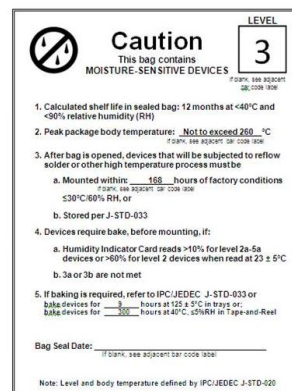 LEVEL
3
Caution
This bag contains
MOISTURE-SENSITIVE DEVICES
If blank, see adjacent
bar code label
1. Calculated shelf life in sealed bag: 12 months at <40°C and
<90% relative humidity (RH)
2. Peak package body temperature: Not to exceed 260 °C
If blank, see adjacent bar code label
3. After bag is opened, devices that will be subjected to reflow
solder or other high temperature process must be
a. Mounted within: 168 hours of factory conditions
If blank, see adjacent bar code label
≤30°C/60% RH, or
b. Stored per J-STD-033
4. Devices require bake, before mounting, if:
a. Humidity Indicator Card reads >10% for level 2a-5a
devices or >60% for level 2 devices when read at 23 ± 5°C
b. 3a or 3b are not met
5. If baking is required, refer to IPC/JEDEC J-STD-033 or
bake devices for 9 hours at 125 ± 5°C in trays or;
bake devices for 300 hours at 40°C, ≤5%RH in Tape-and-Reel
Bag Seal Date:
If blank, see adjacent bar code label
Note: Level and body temperature defined by IPC/JEDEC J-STD-020